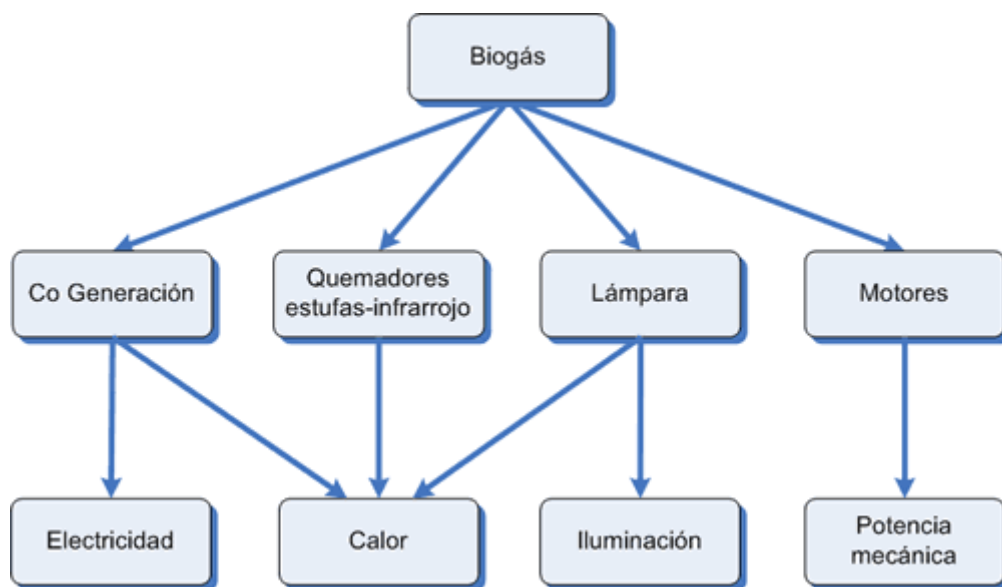 Biogás
Co Generación
Quemadores
estufas-infrarrojo
Lámpara
Motores
Electricidad
Calor
Iluminación
Potencia
mecánica